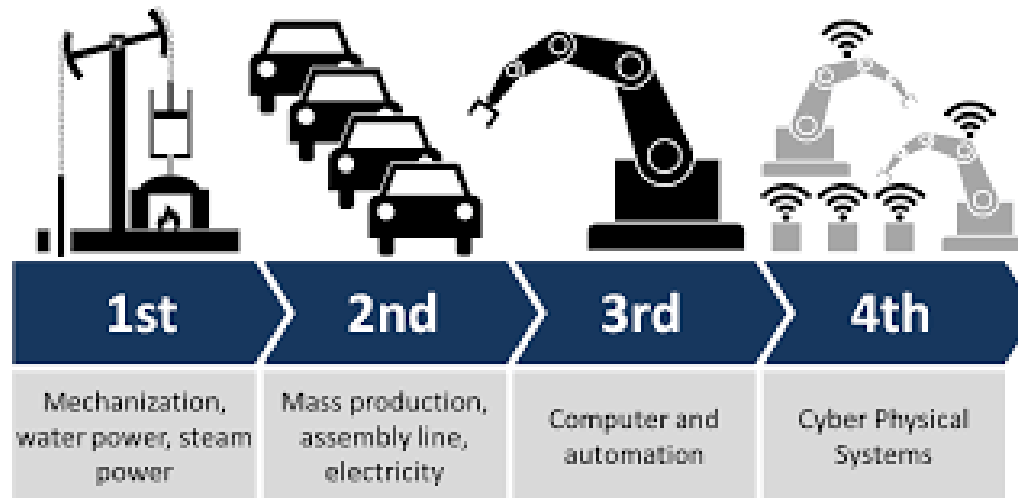 1st
2nd
3rd
4th
Mechanization,
water power, steam
power
Mass production,
assembly line,
electricity
Computer and
automation
Cyber Physical
Systems